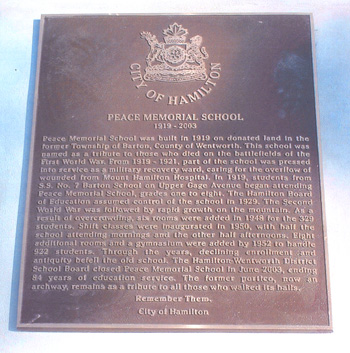 CITY OF HAMILTON
PEACE MEMORIAL SCHOOL
1919 - 2003
Peace Memorial School was built in 1919 on donated land in the
former Township of Barton, County of Wentworth. This school was
named as a tribute to those who died on the battlefields of the
First World War. From 1919 - 1921, part of the school was pressed
into service as a military recovery ward, caring for the overflow of
wounded from Mount Hamilton Hospital. In 1919, students from
S.S. No. 7 Barton School on Upper Gage Avenue began attending
Peace Memorial School, grades one to eight. The Hamilton Board
of Education assumed control of the school in 1929. The Second
World War was followed by rapid growth on the mountain. As a
result of overcrowding, six rooms were added in 1948 for the 529
students. Shift classes were inaugurated in 1950, with half the
school attending mornings and the other half afternoons. Eight
additional rooms and a gymnasium were added by 1952 to handle
822 students. Through the years, declining enrollment and
antiquity befell the old school. The Hamilton-Wentworth District
School Board closed Peace Memorial School in June 2003, ending
84 years of education service. The former portico, now an
archway, remains as a tribute to all those who walked its halls.
Remember Them.
City of Hamilton